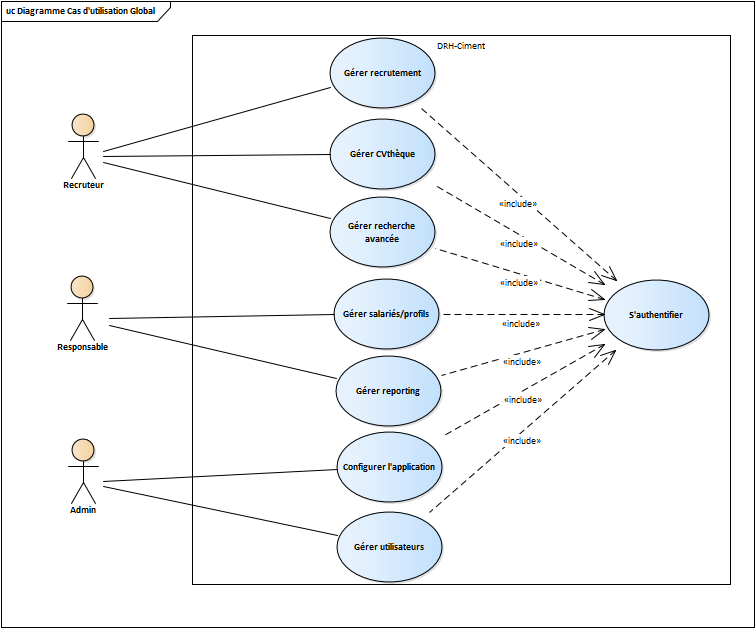 uc Diagramme Cas d'utilisation Global
DRH-Ciment
Gérer recrutement
Recruteur
Gérer CVthèque
Gérer recherche
avancée
«include»
«include»
«include»
Responsable
Gérer salariés/profils
«include»
S'authentifier
Gérer reporting
«include»
«include»
Admin
Configurer l'application
«include»
Gérer utilisateurs